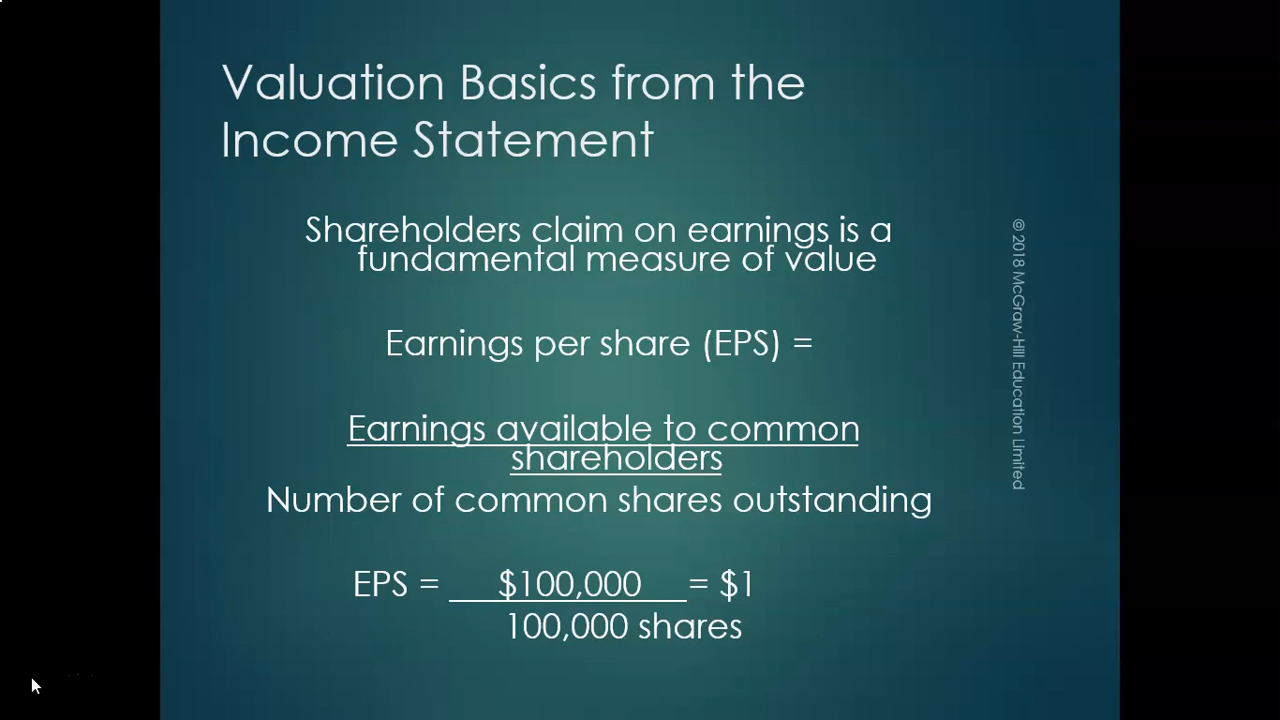 Valuation Basics from the
Income Statement
Shareholders claim on earnings is a
fundamental measure of value
Earnings per share (EPS) =
Earnings available to common
shareholders
Number of common shares outstanding
EPS = $100,000 = $1
100,000 shares
© 2018 McGraw-Hill Education Limited